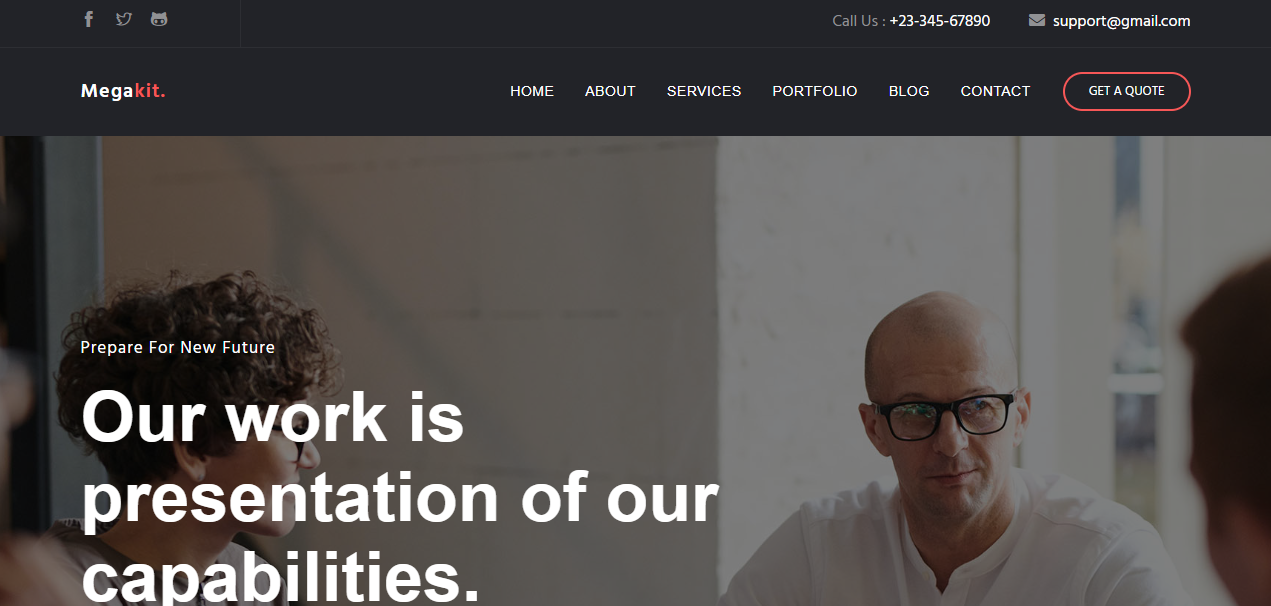 Call Us : +23-345-67890 support@gmail.com
Megakit. HOME ABOUT SERVICES PORTFOLIO BLOG CONTACT GET A QUOTE
Prepare For New Future
Our work is
presentation of our
capabilities.